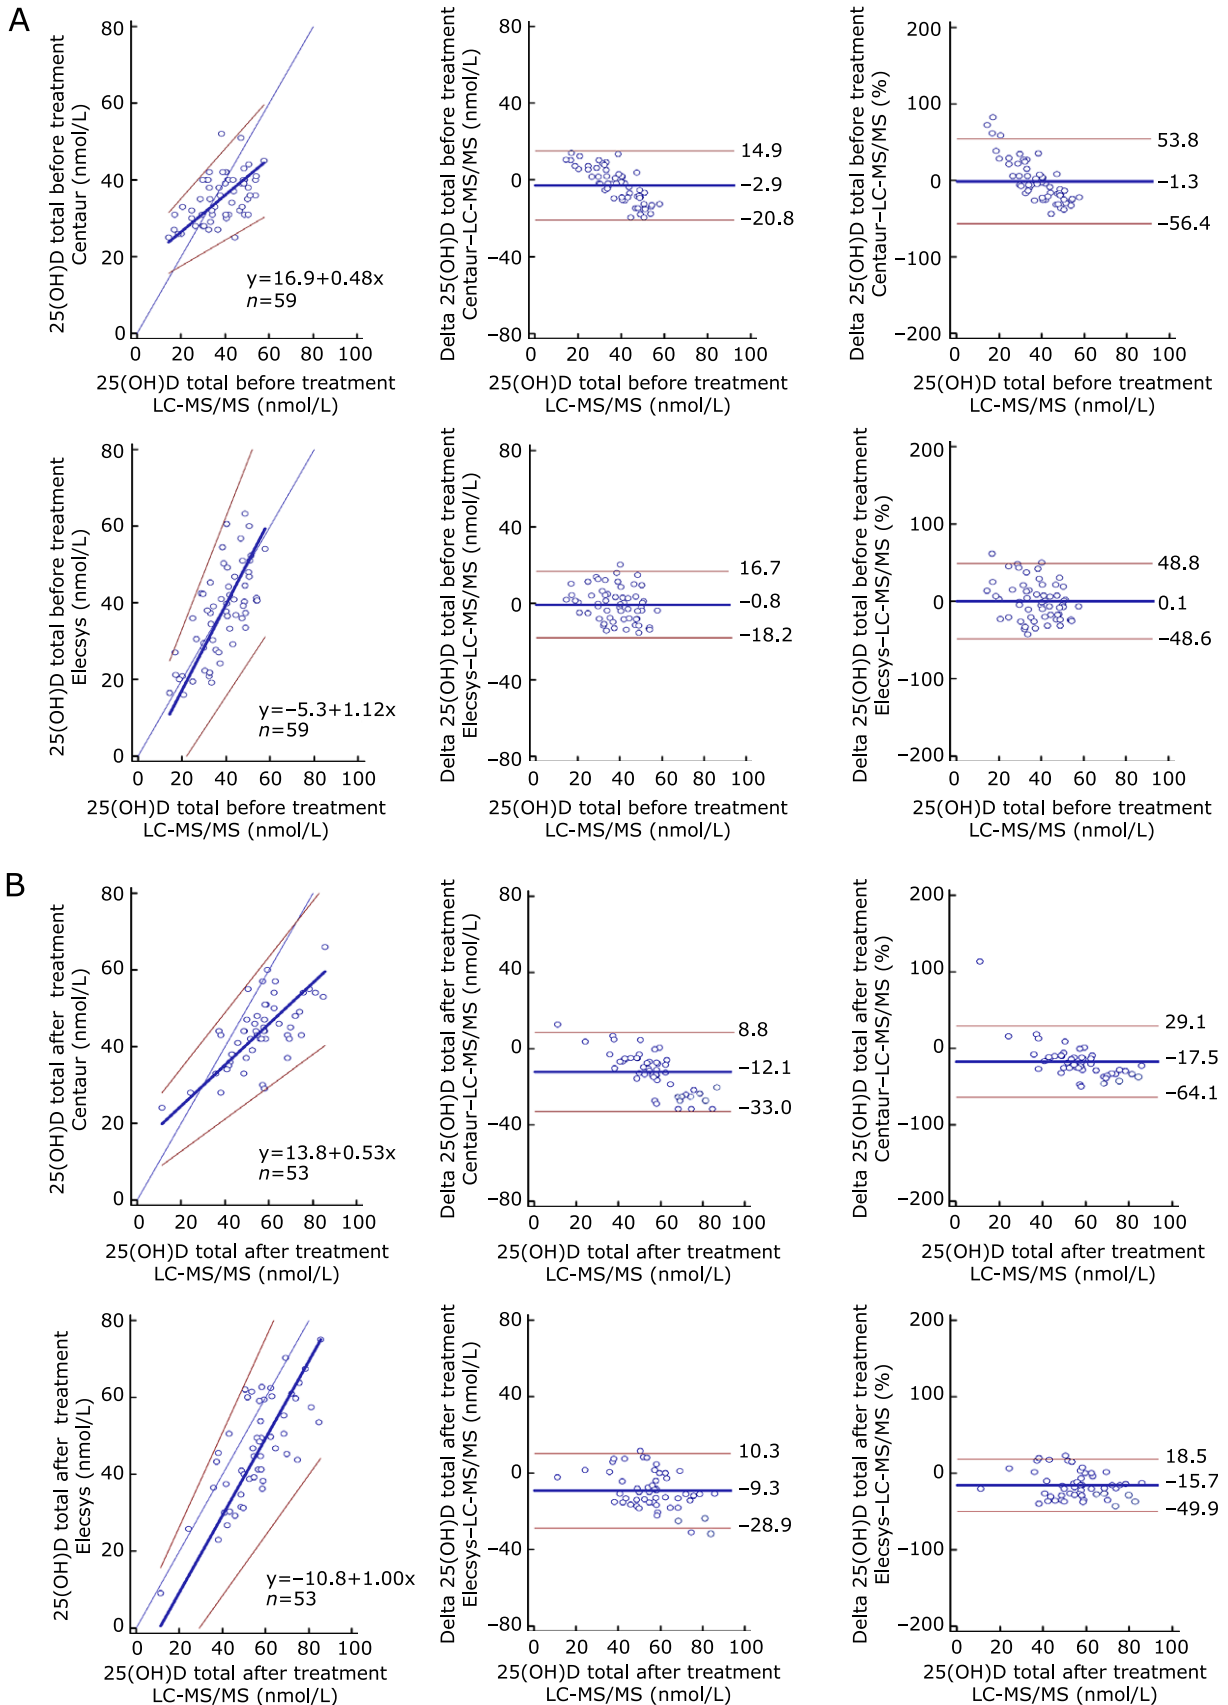 A
25(OH)D total before treatment
Centaur (nmol/L)
80
60
40
20
0
y=16.9+0.48x
n=59
0 20 40 60 80 100
25(OH)D total before treatment
LC-MS/MS (nmol/L)
Delta 25(OH)D total before treatment
Centaur–LC-MS/MS (nmol/L)
80
40
0
−40
−80
14.9
−2.9
−20.8
0 20 40 60 80 100
25(OH)D total before treatment
LC-MS/MS (nmol/L)
Delta 25(OH)D total before treatment
Centaur–LC-MS/MS (%)
200
100
0
−100
−200
53.8
−1.3
−56.4
0 20 40 60 80 100
25(OH)D total before treatment
LC-MS/MS (nmol/L)
25(OH)D total before treatment
Elecsys (nmol/L)
80
60
40
20
0
y=−5.3+1.12x
n=59
0 20 40 60 80 100
25(OH)D total before treatment
LC-MS/MS (nmol/L)
Delta 25(OH)D total before treatment
Elecsys–LC-MS/MS (nmol/L)
80
40
0
−40
−80
16.7
−0.8
−18.2
0 20 40 60 80 100
25(OH)D total before treatment
LC-MS/MS (nmol/L)
Delta 25(OH)D total before treatment
Elecsys–LC-MS/MS (%)
200
100
0
−100
−200
48.8
0.1
−48.6
0 20 40 60 80 100
25(OH)D total before treatment
LC-MS/MS (nmol/L)
B
25(OH)D total after treatment
Centaur (nmol/L)
80
60
40
20
0
y=13.8+0.53x
n=53
0 20 40 60 80 100
25(OH)D total after treatment
LC-MS/MS (nmol/L)
Delta 25(OH)D total after treatment
Centaur–LC-MS/MS (nmol/L)
80
40
0
−40
−80
8.8
−12.1
−33.0
0 20 40 60 80 100
25(OH)D total after treatment
LC-MS/MS (nmol/L)
Delta 25(OH)D total after treatment
Centaur–LC-MS/MS (%)
200
100
0
−100
−200
29.1
−17.5
−64.1
0 20 40 60 80 100
25(OH)D total after treatment
LC-MS/MS (nmol/L)
25(OH)D total after treatment
Elecsys (nmol/L)
80
60
40
20
0
y=−10.8+1.00x
n=53
0 20 40 60 80 100
25(OH)D total after treatment
LC-MS/MS (nmol/L)
Delta 25(OH)D total after treatment
Elecsys–LC-MS/MS (nmol/L)
80
40
0
−40
−80
10.3
−9.3
−28.9
0 20 40 60 80 100
25(OH)D total after treatment
LC-MS/MS (nmol/L)
Delta 25(OH)D total after treatment
Elecsys–LC-MS/MS (%)
200
100
0
−100
−200
18.5
−15.7
−49.9
0 20 40 60 80 100
25(OH)D total after treatment
LC-MS/MS (nmol/L)